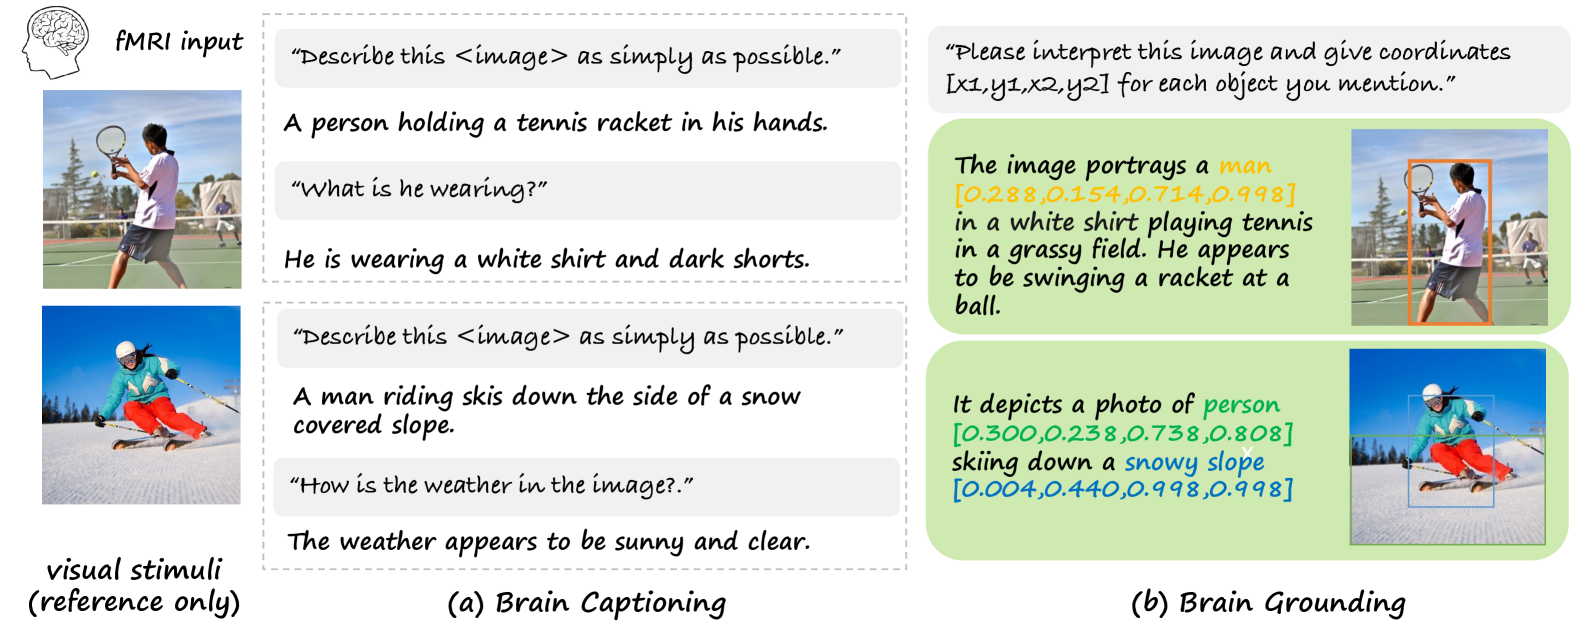 fMRI input
"Describe this <image> as simply as possible."
A person holding a tennis racket in his hands.
"What is he wearing?"
He is wearing a white shirt and dark shorts.
"Describe this <image> as simply as possible."
A man riding skis down the side of a snow
covered slope.
"How is the weather in the image?."
The weather appears to be sunny and clear.
visual stimuli
(reference only)
(a) Brain Captioning
"Please interpret this image and give coordinates
[x1,y1,x2,y2] for each object you mention."
The image portrays a man
[0.288,0.154,0.714,0.998]
in a white shirt playing tennis
in a grassy field. He appears
to be swinging a racket at a
ball.
It depicts a photo of person
[0.300,0.238,0.738,0.808]
skiing down a snowy slope
[0.004,0.440,0.998,0.998]
(b) Brain Grounding